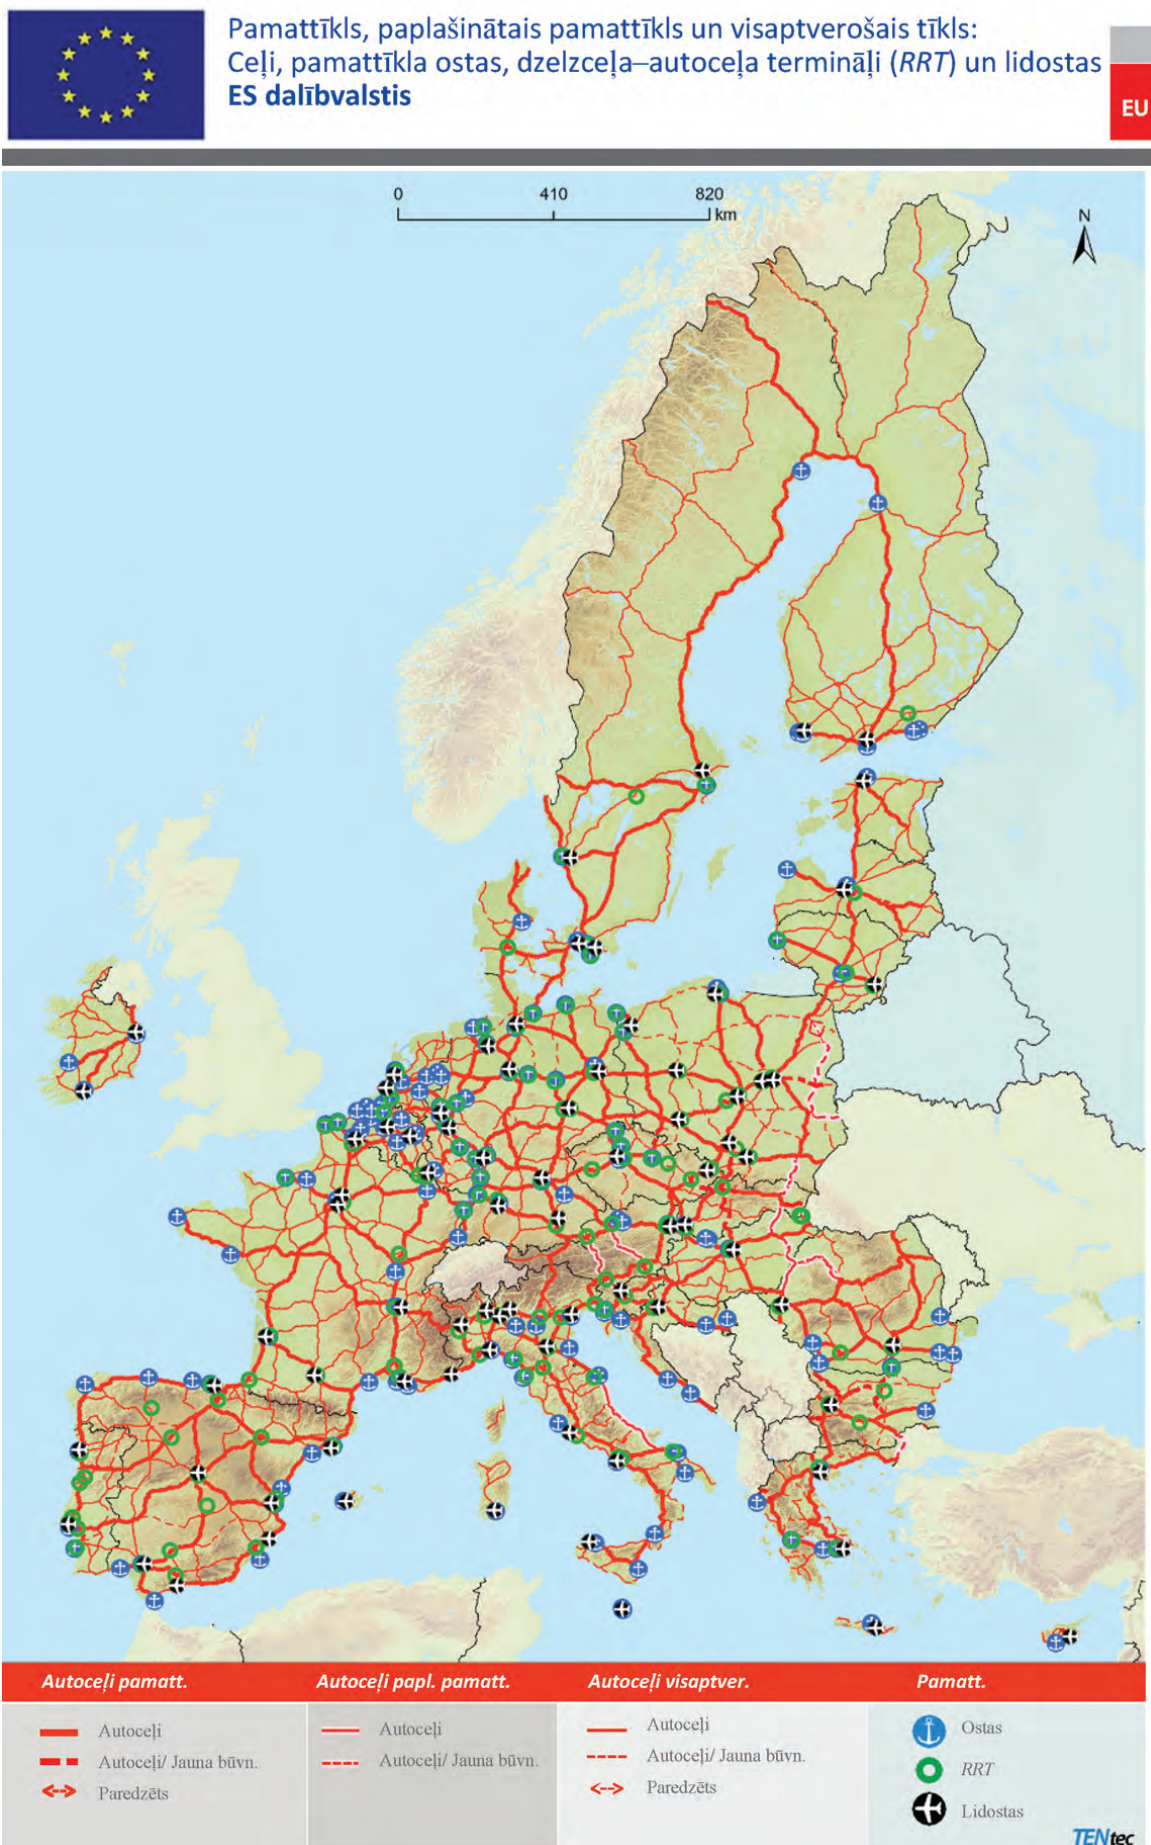 Pamattīkls, paplašinātais pamattīkls un visaptverošais tīkls:
Ceļi, pamattīkla ostas, dzelzceļa–autoceļa termināļi (RRT) un lidostas
ES dalībvalstis
EU
0 410 820
km
N
Autoceļi pamatt.
Autoceļi
Autoceļi/ Jauna būvn.
Paredzēts
Autoceļi papl. pamatt.
Autoceļi
Autoceļi/ Jauna būvn.
Autoceļi visaptver.
Autoceļi
Autoceļi/ Jauna būvn.
Paredzēts
Pamatt.
Ostas
RRT
Lidostas
TENtec